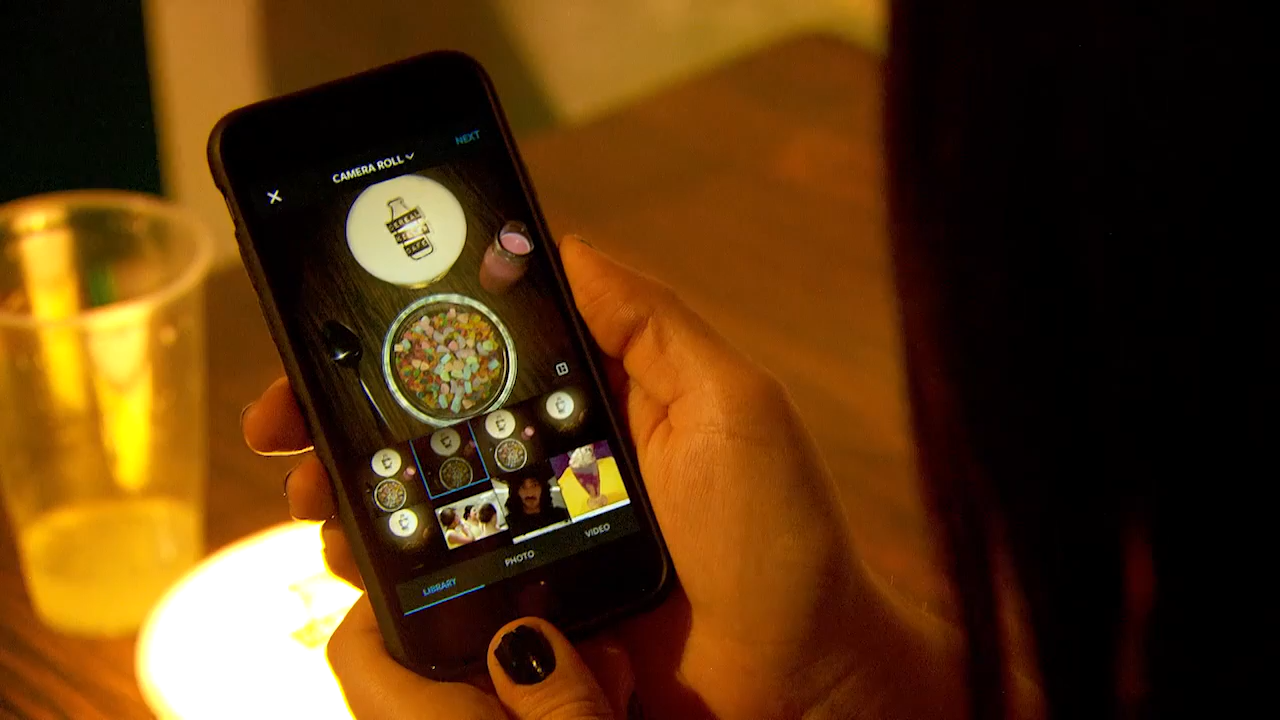 NEXT
CAMERA ROLL
CEREAL
KILLER
CAFE
LIBRARY
PHOTO
VIDEO